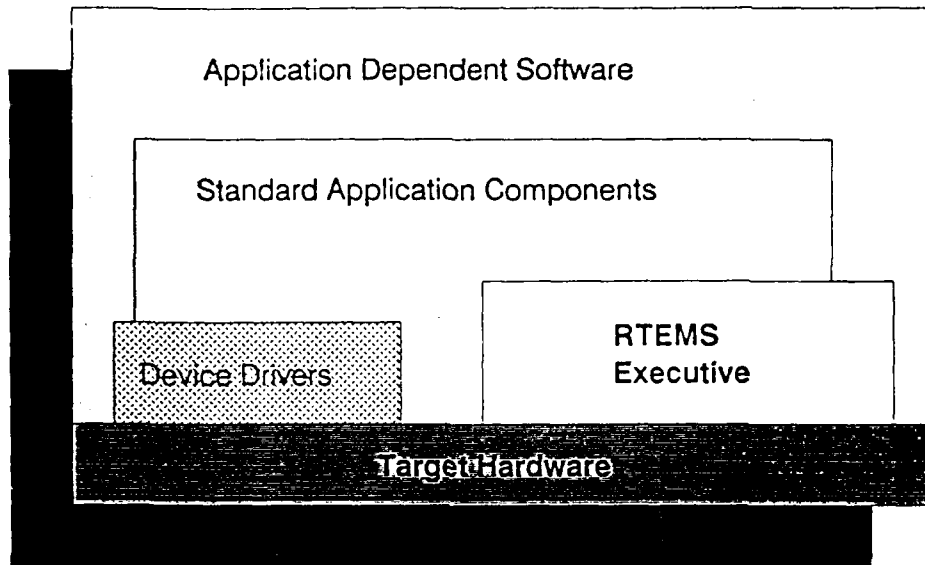 Application Dependent Software
Standard Application Components
RTEMS
Executive
Device Drivers
Target Hardware